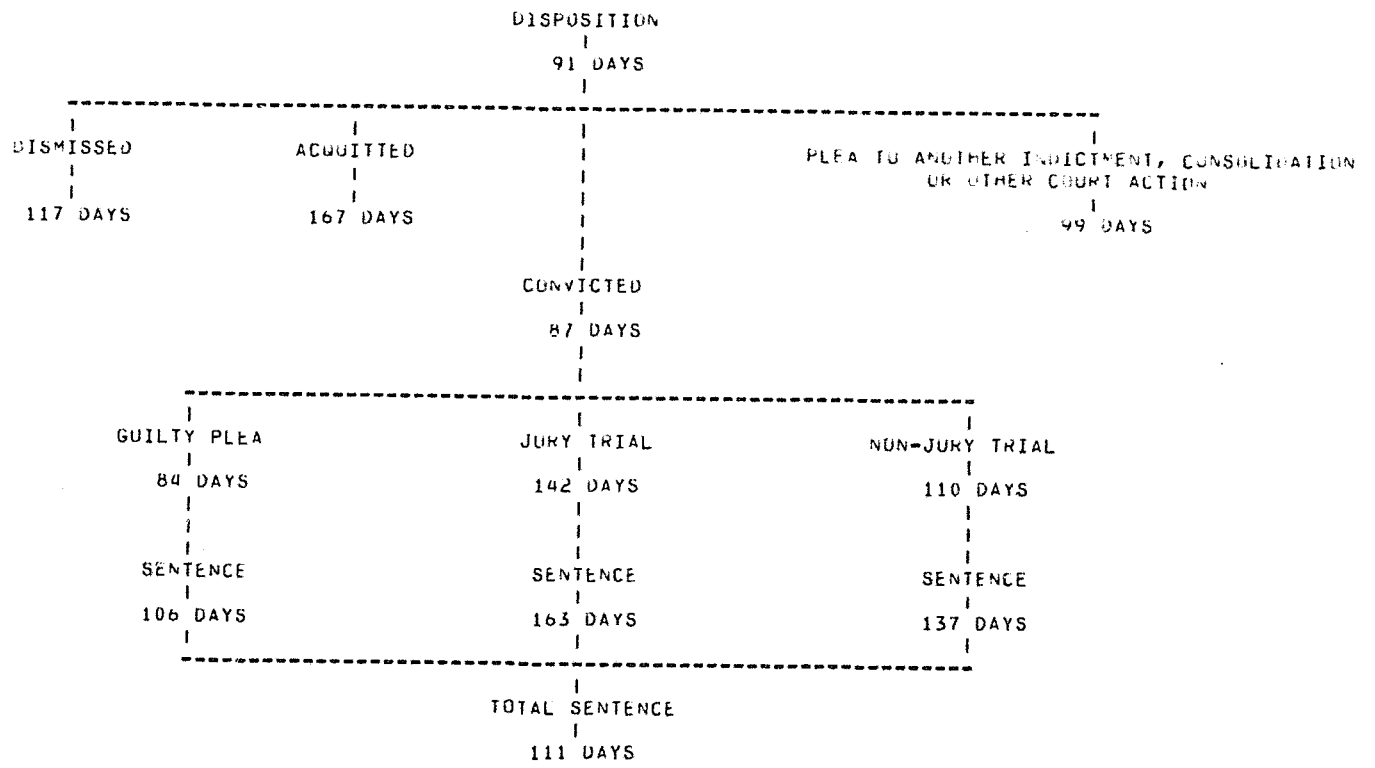 DISPOSITION
91 DAYS
DISMISSED
117 DAYS
ACQUITTED
167 DAYS
PLEA TO ANOTHER INDICTMENT, CONSOLIDATION
OR OTHER COURT ACTION
99 DAYS
CONVICTED
87 DAYS
GUILTY PLEA
84 DAYS
JURY TRIAL
142 DAYS
NON-JURY TRIAL
110 DAYS
SENTENCE
106 DAYS
SENTENCE
163 DAYS
SENTENCE
137 DAYS
TOTAL SENTENCE
111 DAYS